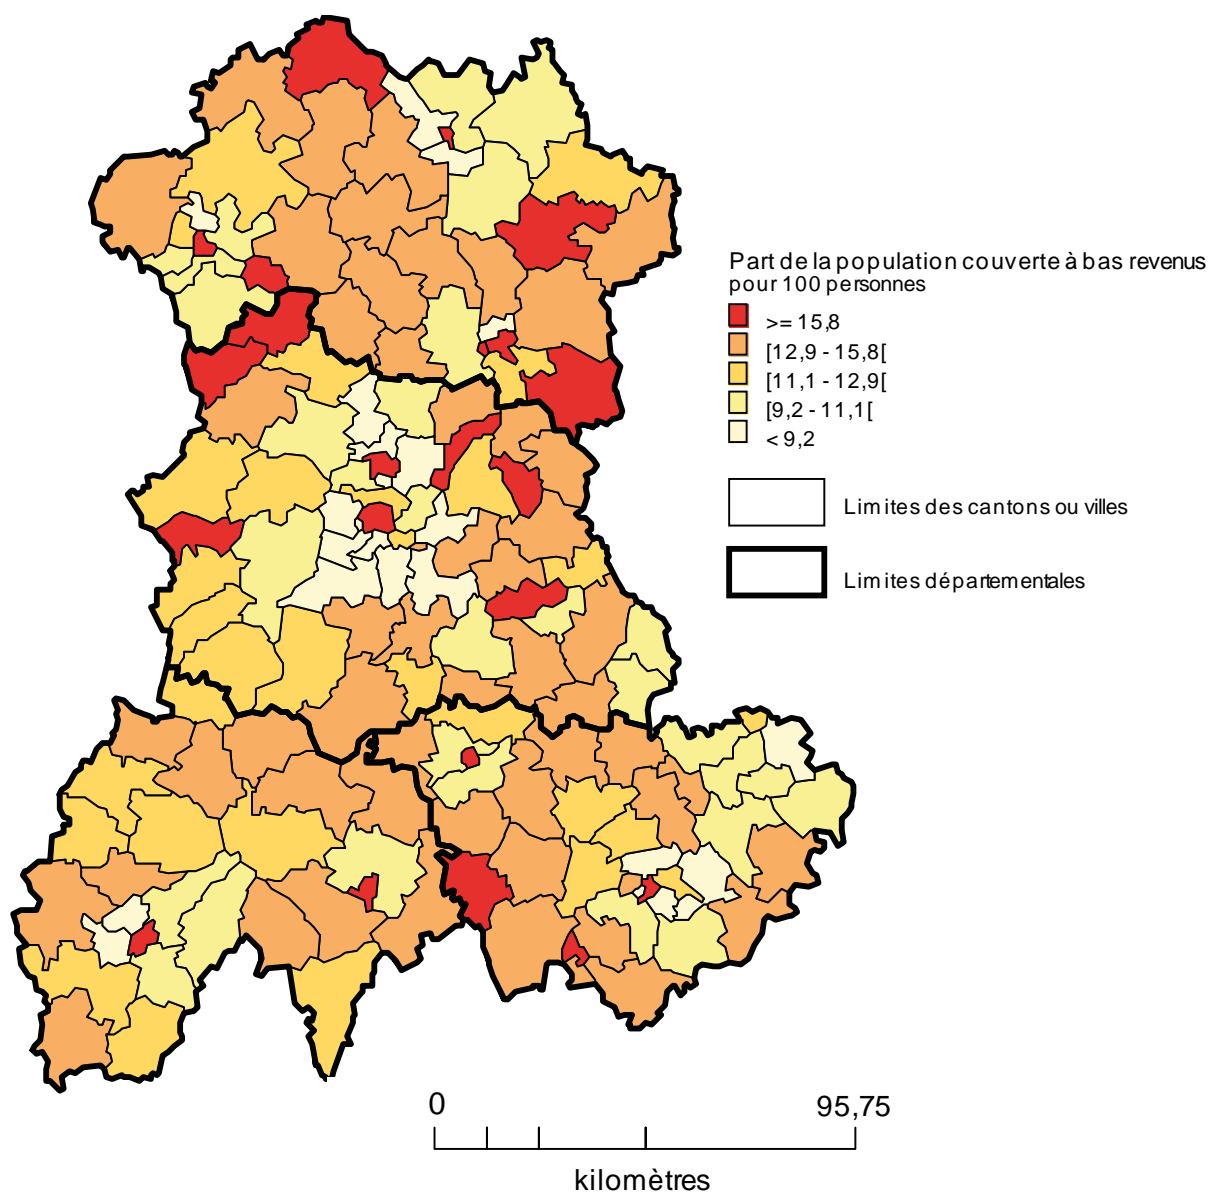 Part de la population couverte à bas revenus
pour 100 personnes
>= 15,8
[12,9 - 15,8[
[11,1 - 12,9[
[9,2 - 11,1[
< 9,2
Limites des cantons ou villes
Limites départementales
0 95,75
kilomètres